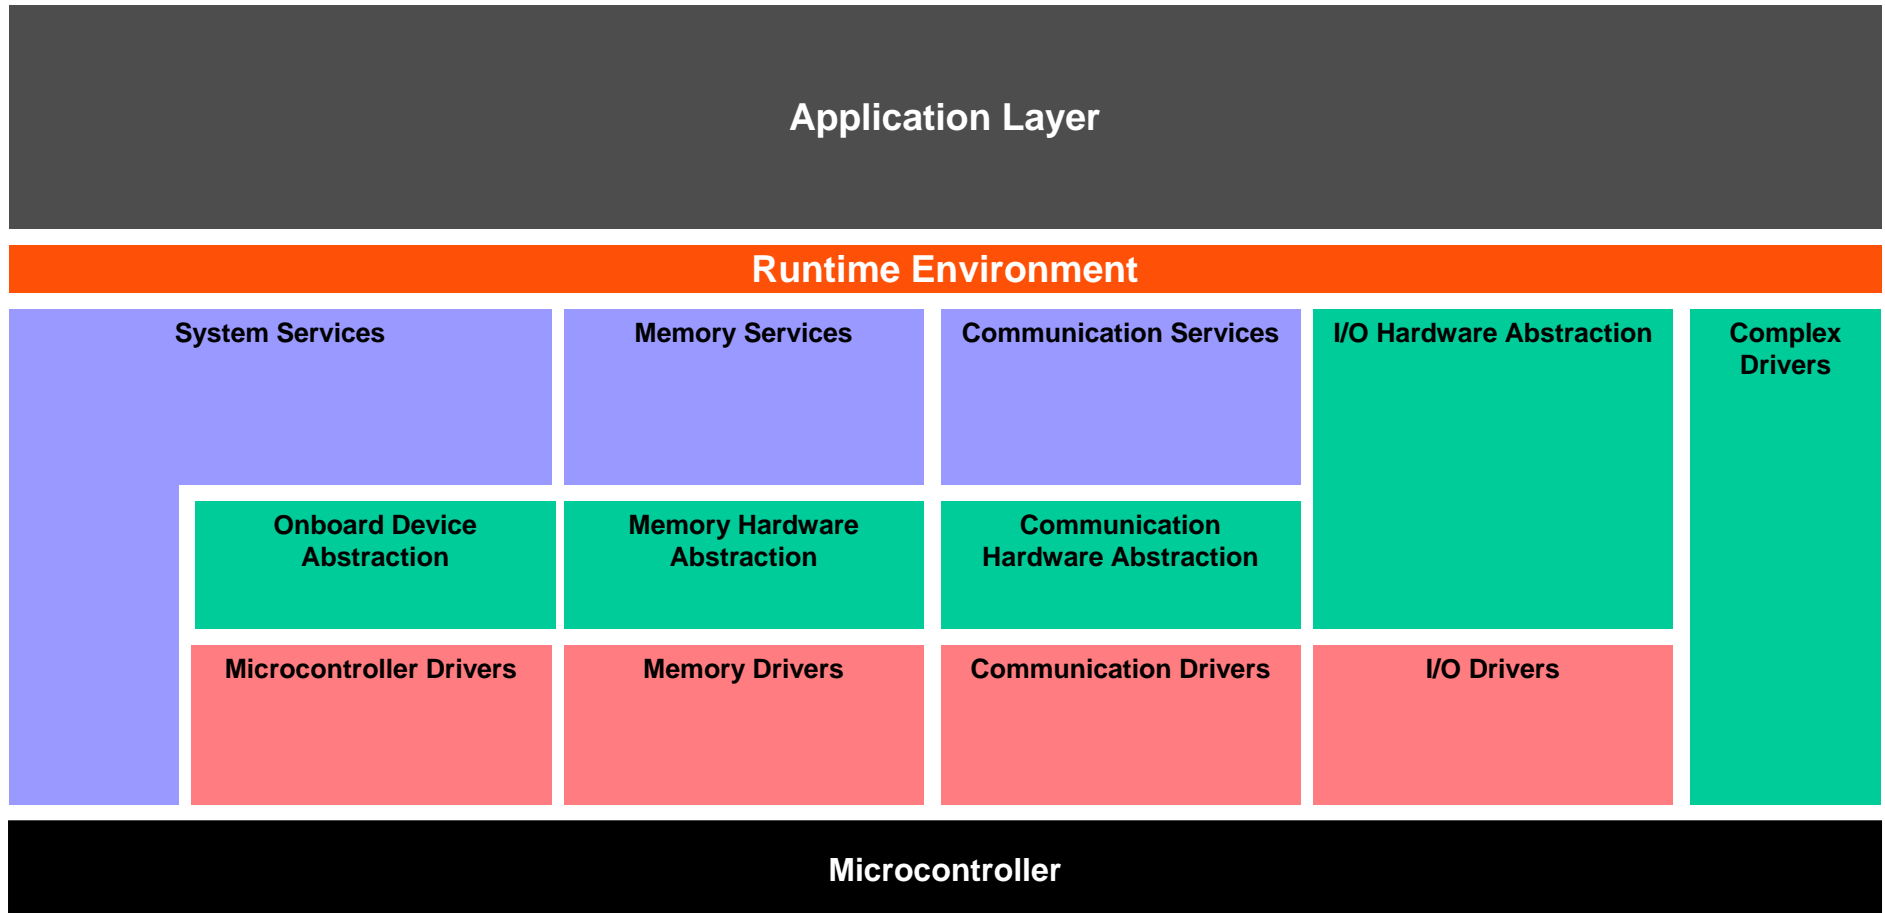 Application Layer
Runtime Environment
System Services
Memory Services
Communication Services
I/O Hardware Abstraction
Complex
Drivers
Onboard Device
Abstraction
Memory Hardware
Abstraction
Communication
Hardware Abstraction
Microcontroller Drivers
Memory Drivers
Communication Drivers
I/O Drivers
Microcontroller